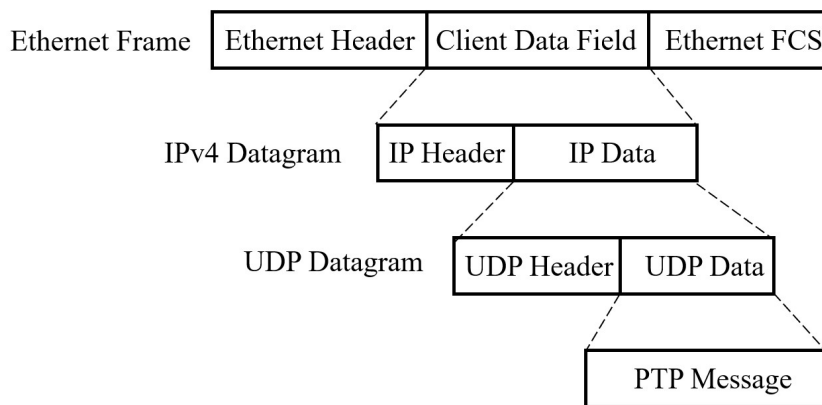 Ethernet Frame Ethernet Header Client Data Field Ethernet FCS
IPv4 Datagram IP Header IP Data
UDP Datagram UDP Header UDP Data
PTP Message